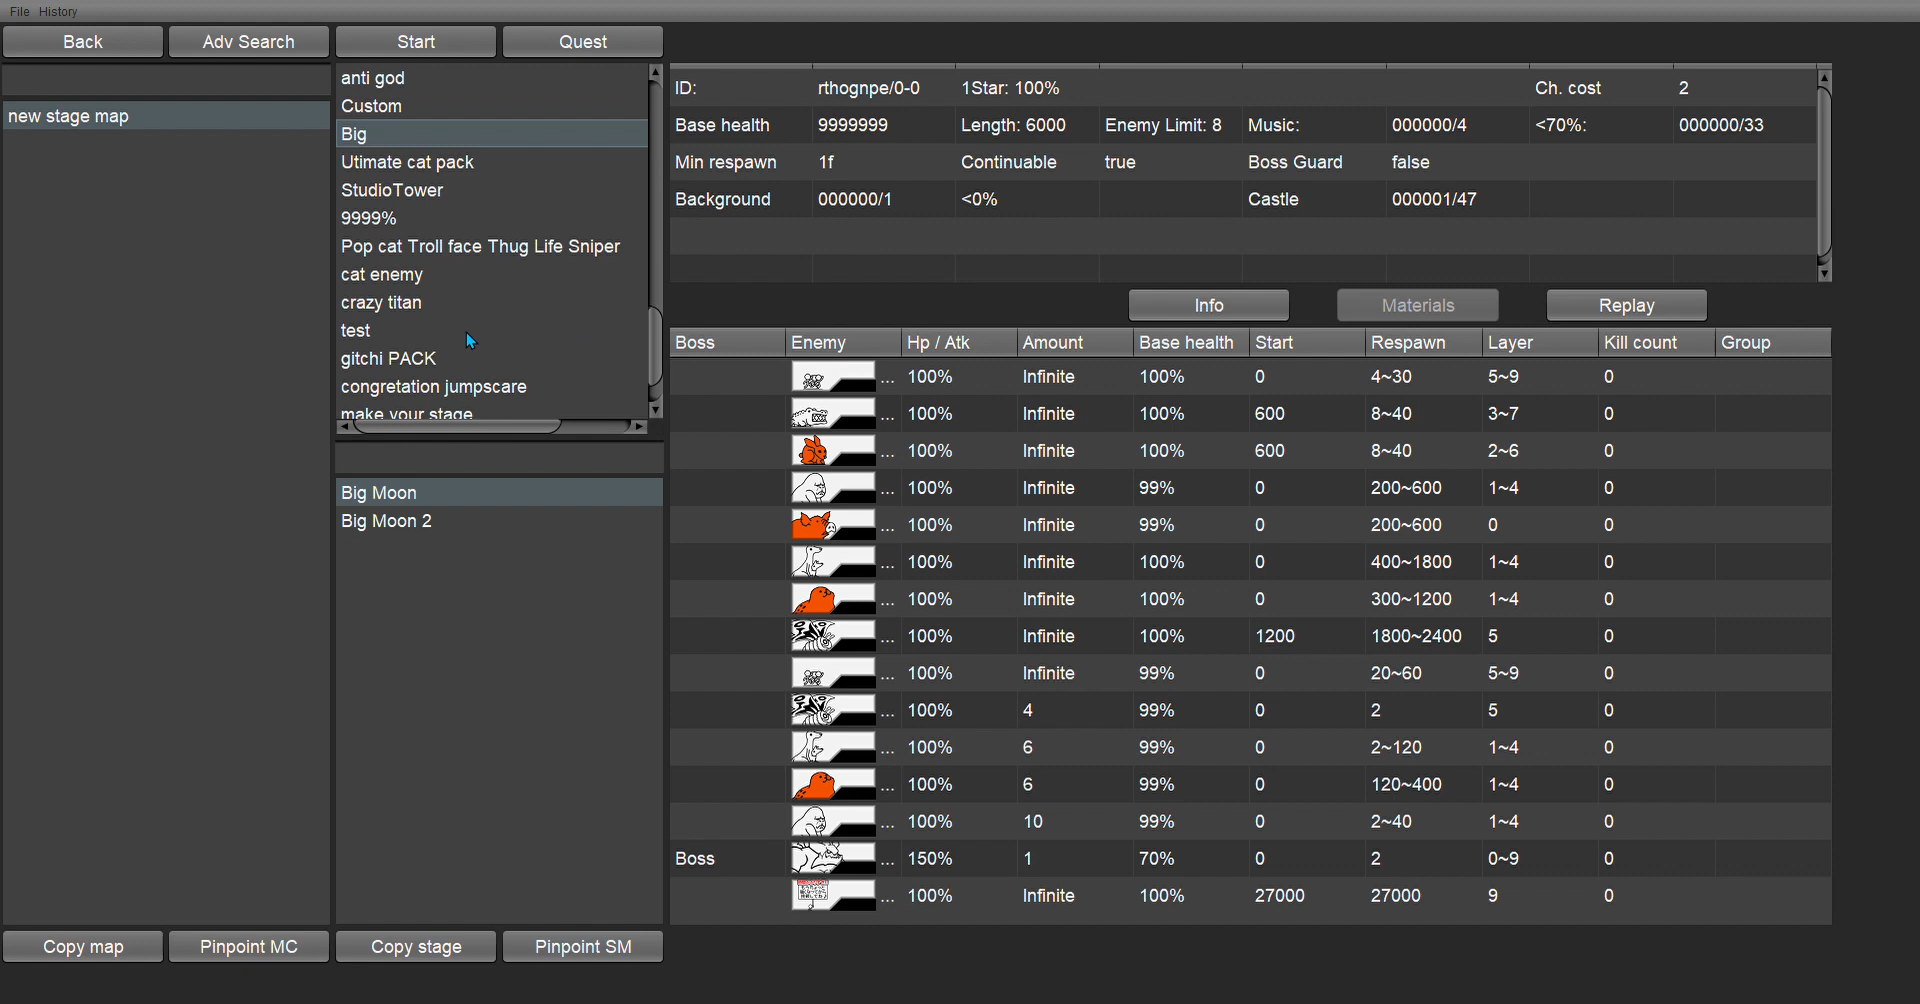 File History
Back Adv Search Start Quest
new stage map
anti god
Custom
Big
Utimate cat pack
StudioTower
9999%
Pop cat Troll face Thug Life Sniper
cat enemy
crazy titan
test
gitchi PACK
congretation jumpscare
make your stage
Big Moon
Big Moon 2
ID: rthognpe/0-0 1Star: 100% Ch. cost 2
Base health 9999999 Length: 6000 Enemy Limit: 8 Music: 000000/4 <70%: 000000/33
Min respawn 1f Continuable true Boss Guard false
Background 000000/1 <0% Castle 000001/47
Info Materials Replay
Boss Enemy Hp / Atk Amount Base health Start Respawn Layer Kill count Group
... 100% Infinite 100% 0 4~30 5~9 0
... 100% Infinite 100% 600 8~40 3~7 0
... 100% Infinite 100% 600 8~40 2~6 0
... 100% Infinite 99% 0 200~600 1~4 0
... 100% Infinite 99% 0 200~600 0 0
... 100% Infinite 100% 0 400~1800 1~4 0
... 100% Infinite 100% 0 300~1200 1~4 0
... 100% Infinite 100% 1200 1800~2400 5 0
... 100% Infinite 99% 0 20~60 5~9 0
... 100% 4 99% 0 2 5 0
... 100% 6 99% 0 2~120 1~4 0
... 100% 6 99% 0 120~400 1~4 0
... 100% 10 99% 0 2~40 1~4 0
Boss ... 150% 1 70% 0 2 0~9 0
... 100% Infinite 100% 27000 27000 9 0
Copy map Pinpoint MC Copy stage Pinpoint SM